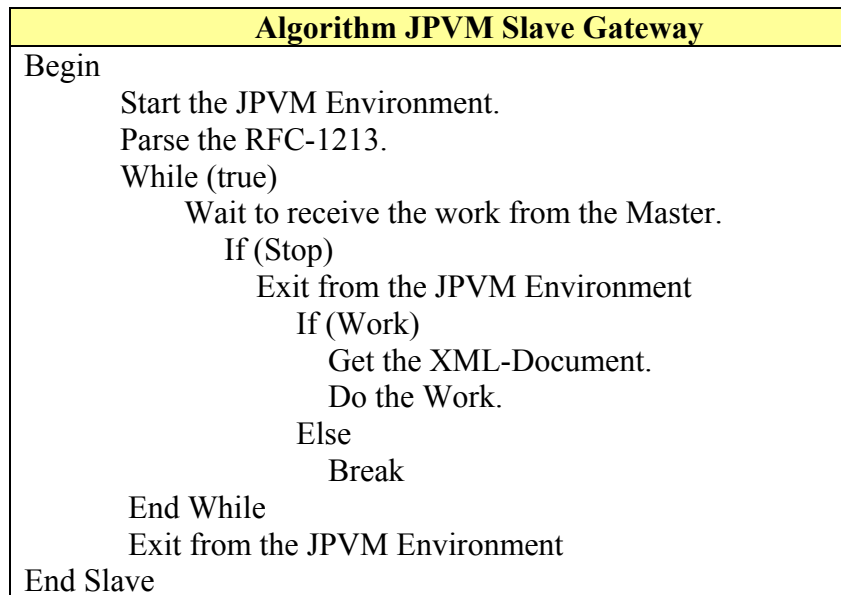 Algorithm JPVM Slave Gateway
Begin
Start the JPVM Environment.
Parse the RFC-1213.
While (true)
Wait to receive the work from the Master.
If (Stop)
Exit from the JPVM Environment
If (Work)
Get the XML-Document.
Do the Work.
Else
Break
End While
Exit from the JPVM Environment
End Slave